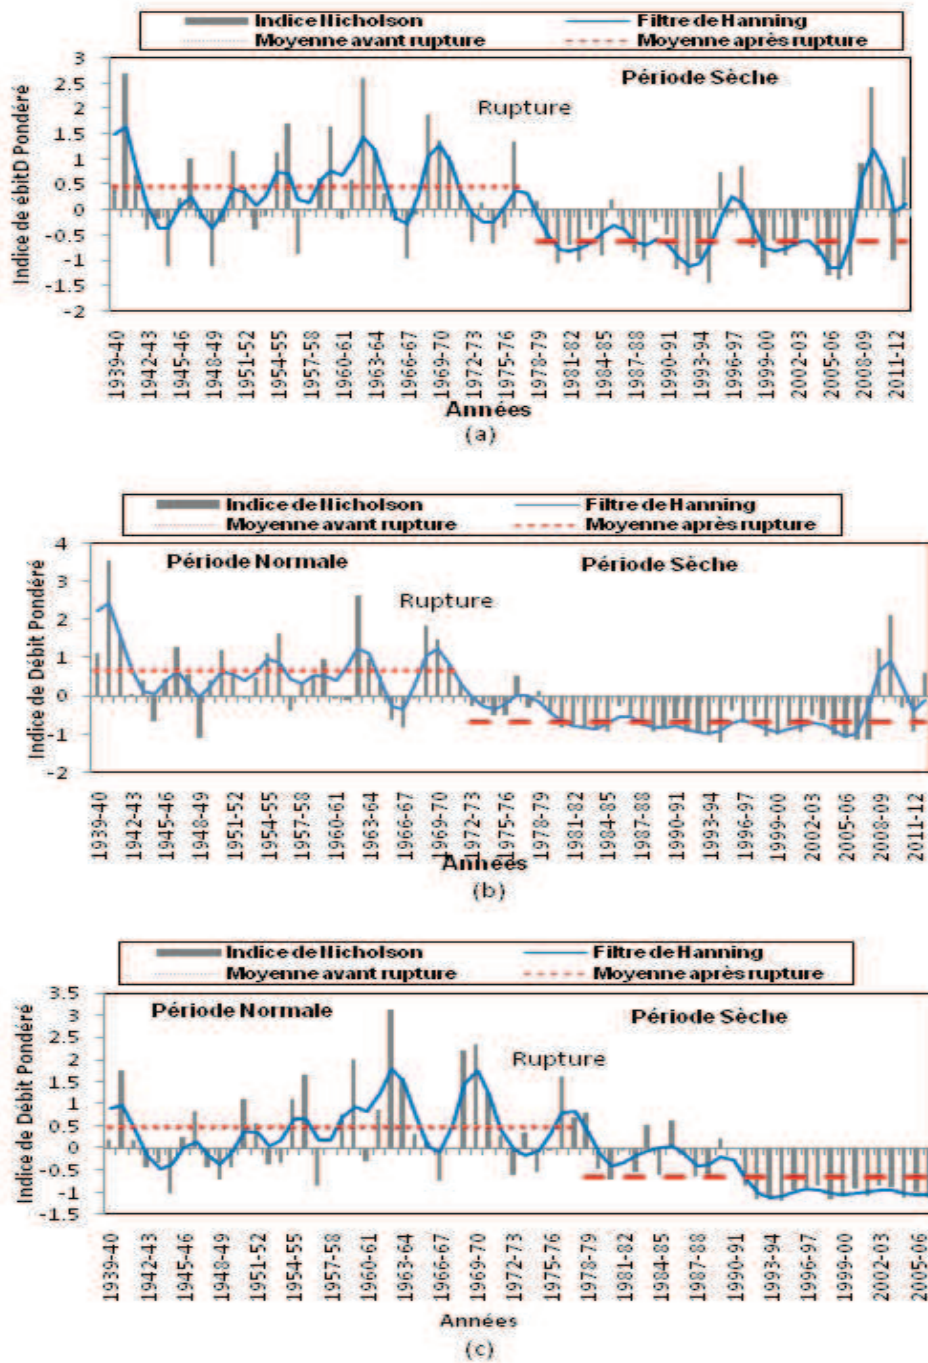 Indice Nicholson Filtre de Hanning
Moyenne avant rupture Moyenne après rupture
Indice de ébitD Pondéré
3
2.5
2
1.5
1
0.5
0
-0.5
-1
-1.5
-2
Période Sèche
Rupture
1939-40 1942-43 1945-46 1948-49 1951-52 1954-55 1957-58 1960-61 1963-64 1966-67 1969-70 1972-73 1975-76 1978-79 1981-82 1984-85 1987-88 1990-91 1993-94 1996-97 1999-00 2002-03 2005-06 2008-09 2011-12
Années
(a)
Indice de Nicholson Filtre de Hanning
Moyenne avant rupture Moyenne après rupture
Indice de Débit Pondéré
4
3
2
1
0
-1
-2
Période Normale Période Sèche
Rupture
1939-40 1942-43 1945-46 1948-49 1951-52 1954-55 1957-58 1960-61 1963-64 1966-67 1969-70 1972-73 1975-76 1978-79 1981-82 1984-85 1987-88 1990-91 1993-94 1996-97 1999-00 2002-03 2005-06 2008-09 2011-12
Années
(b)
Indice de Nicholson Filtre de Hanning
Moyenne avant rupture Moyenne après rupture
Indice de Débit Pondéré
3.5
3
2.5
2
1.5
1
0.5
0
-0.5
-1
-1.5
Période Normale Période Sèche
Rupture
1939-40 1942-43 1945-46 1948-49 1951-52 1954-55 1957-58 1960-61 1963-64 1966-67 1969-70 1972-73 1975-76 1978-79 1981-82 1984-85 1987-88 1990-91 1993-94 1996-97 1999-00 2002-03 2005-06
Années
(c)